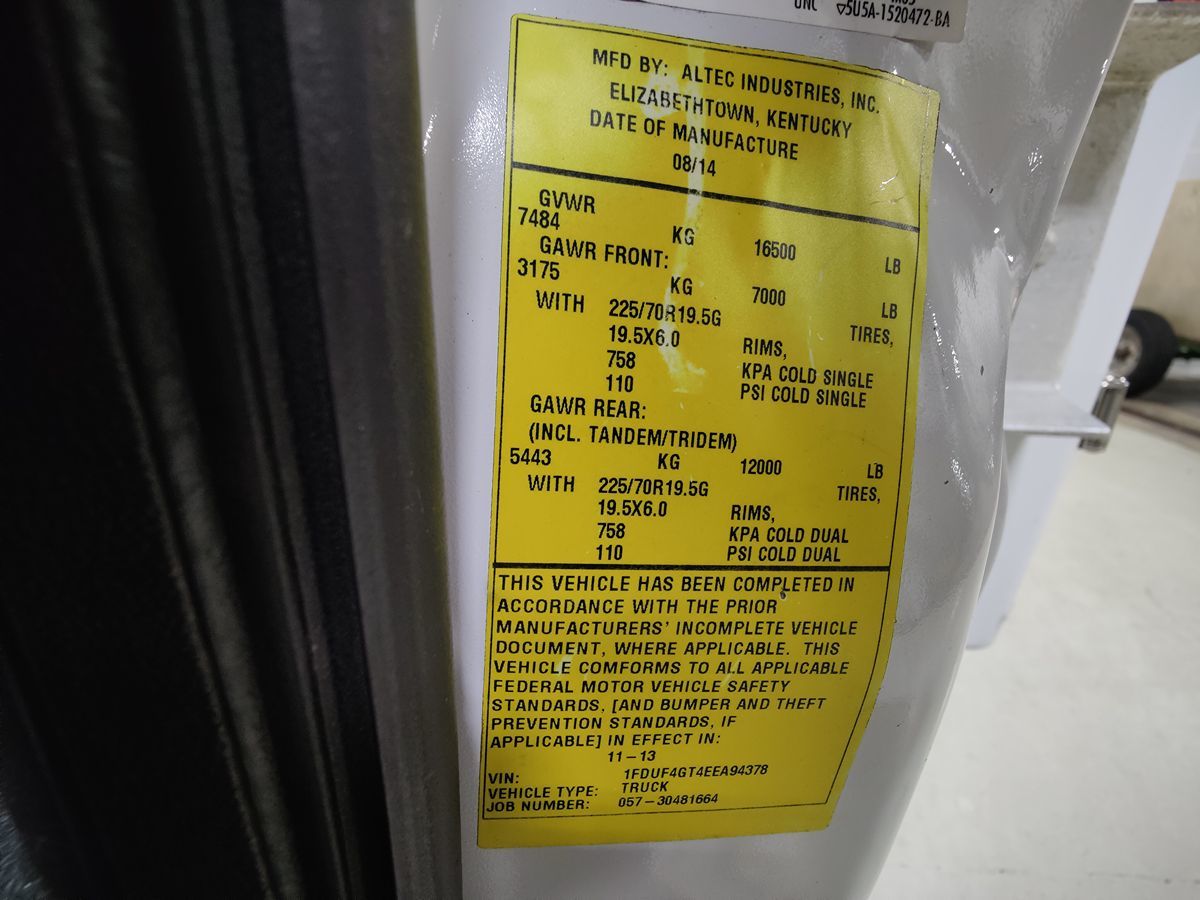 UNC ▽5U5A-1520472-BA
MFD BY: ALTEC INDUSTRIES, INC.
ELIZABETHTOWN, KENTUCKY
DATE OF MANUFACTURE
08/14
GVWR
7484 KG 16500 LB
GAWR FRONT:
3175 KG 7000 LB
WITH 225/70R19.5G TIRES,
19.5X6.0 RIMS,
758 KPA COLD SINGLE
110 PSI COLD SINGLE
GAWR REAR:
(INCL. TANDEM/TRIDEM)
5443 KG 12000 LB
WITH 225/70R19.5G TIRES,
19.5X6.0 RIMS,
758 KPA COLD DUAL
110 PSI COLD DUAL
THIS VEHICLE HAS BEEN COMPLETED IN
ACCORDANCE WITH THE PRIOR
MANUFACTURERS' INCOMPLETE VEHICLE
DOCUMENT, WHERE APPLICABLE. THIS
VEHICLE COMFORMS TO ALL APPLICABLE
FEDERAL MOTOR VEHICLE SAFETY
STANDARDS, [AND BUMPER AND THEFT
PREVENTION STANDARDS, IF
APPLICABLE] IN EFFECT IN:
11-13
VIN: 1FDUF4GT4EEA94378
VEHICLE TYPE: TRUCK
JOB NUMBER: 057-30481664